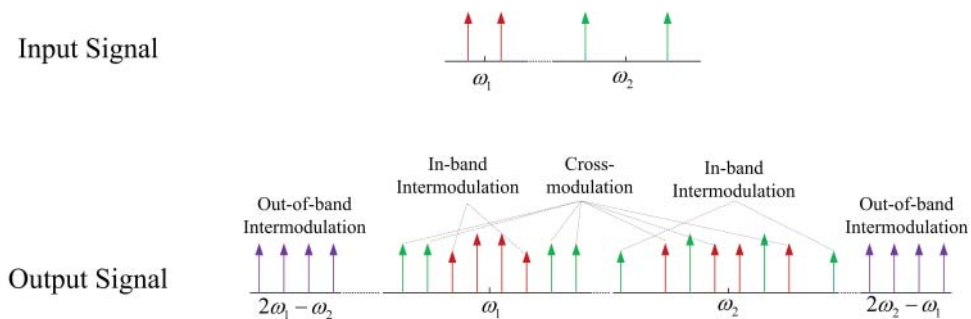 Input Signal
ω₁
ω₂
In-band
Intermodulation
Cross-
modulation
In-band
Intermodulation
Out-of-band
Intermodulation
Out-of-band
Intermodulation
Output Signal
2ω₁ − ω₂
ω₁
ω₂
2ω₂ − ω₁